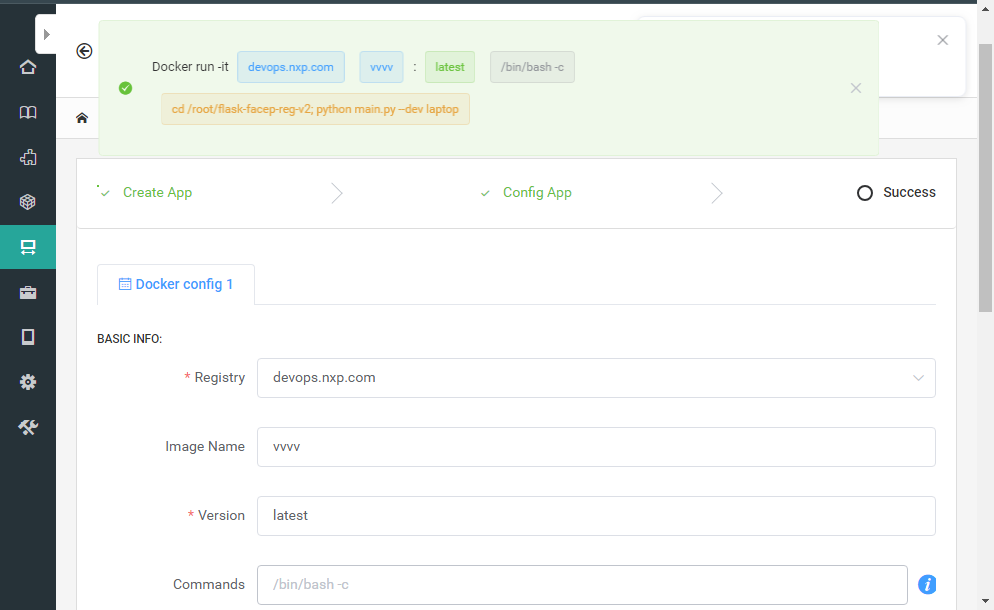 Docker run -it devops.nxp.com vvvv : latest /bin/bash -c
cd /root/flask-facep-reg-v2; python main.py --dev laptop
Create App
Config App
Success
Docker config 1
BASIC INFO:
* Registry devops.nxp.com
Image Name vvvv
* Version latest
Commands /bin/bash -c